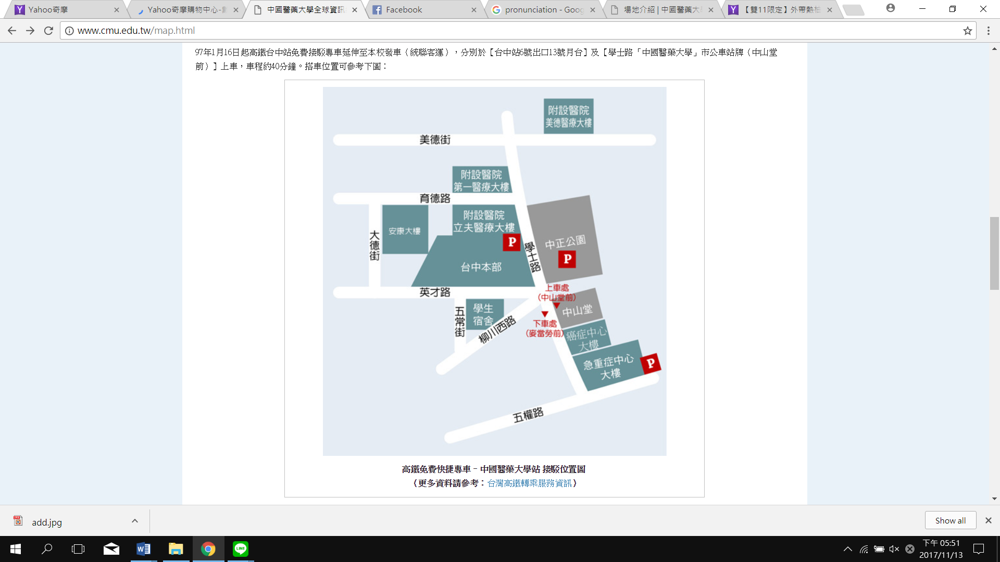 Yahoo奇摩
Yahoo奇摩購物中心-數
中國醫藥大學全球資訊
Facebook
pronunciation - Goog
場地介紹 | 中國醫藥大
【雙11限定】外帶熱柚
www.cmu.edu.tw/map.html
97年1月16日起高鐵台中站免費接駁專車延伸至本校發車（統聯客運），分別於【台中站6號出口13號月台】及【學士路「中國醫藥大學」市公車站牌（中山堂
前）】上車，車程約40分鐘。搭車位置可參考下圖：
附設醫院
美德醫療大樓
美德街
附設醫院
第一醫療大樓
育德路
附設醫院
立夫醫療大樓
安康大樓
大德街
P
中正公園
P
學士路
台中本部
英才路
上車處
（中山堂前）
中山堂
下車處
（麥當勞前）
學生
宿舍
五常街
柳川西路
癌症中心
大樓
急重症中心
大樓
P
五權路
高鐵免費快捷專車－中國醫藥大學站 接駁位置圖
（更多資料請參考：台灣高鐵轉乘服務資訊）
add.jpg
Show all
LINE
下午 05:51
2017/11/13